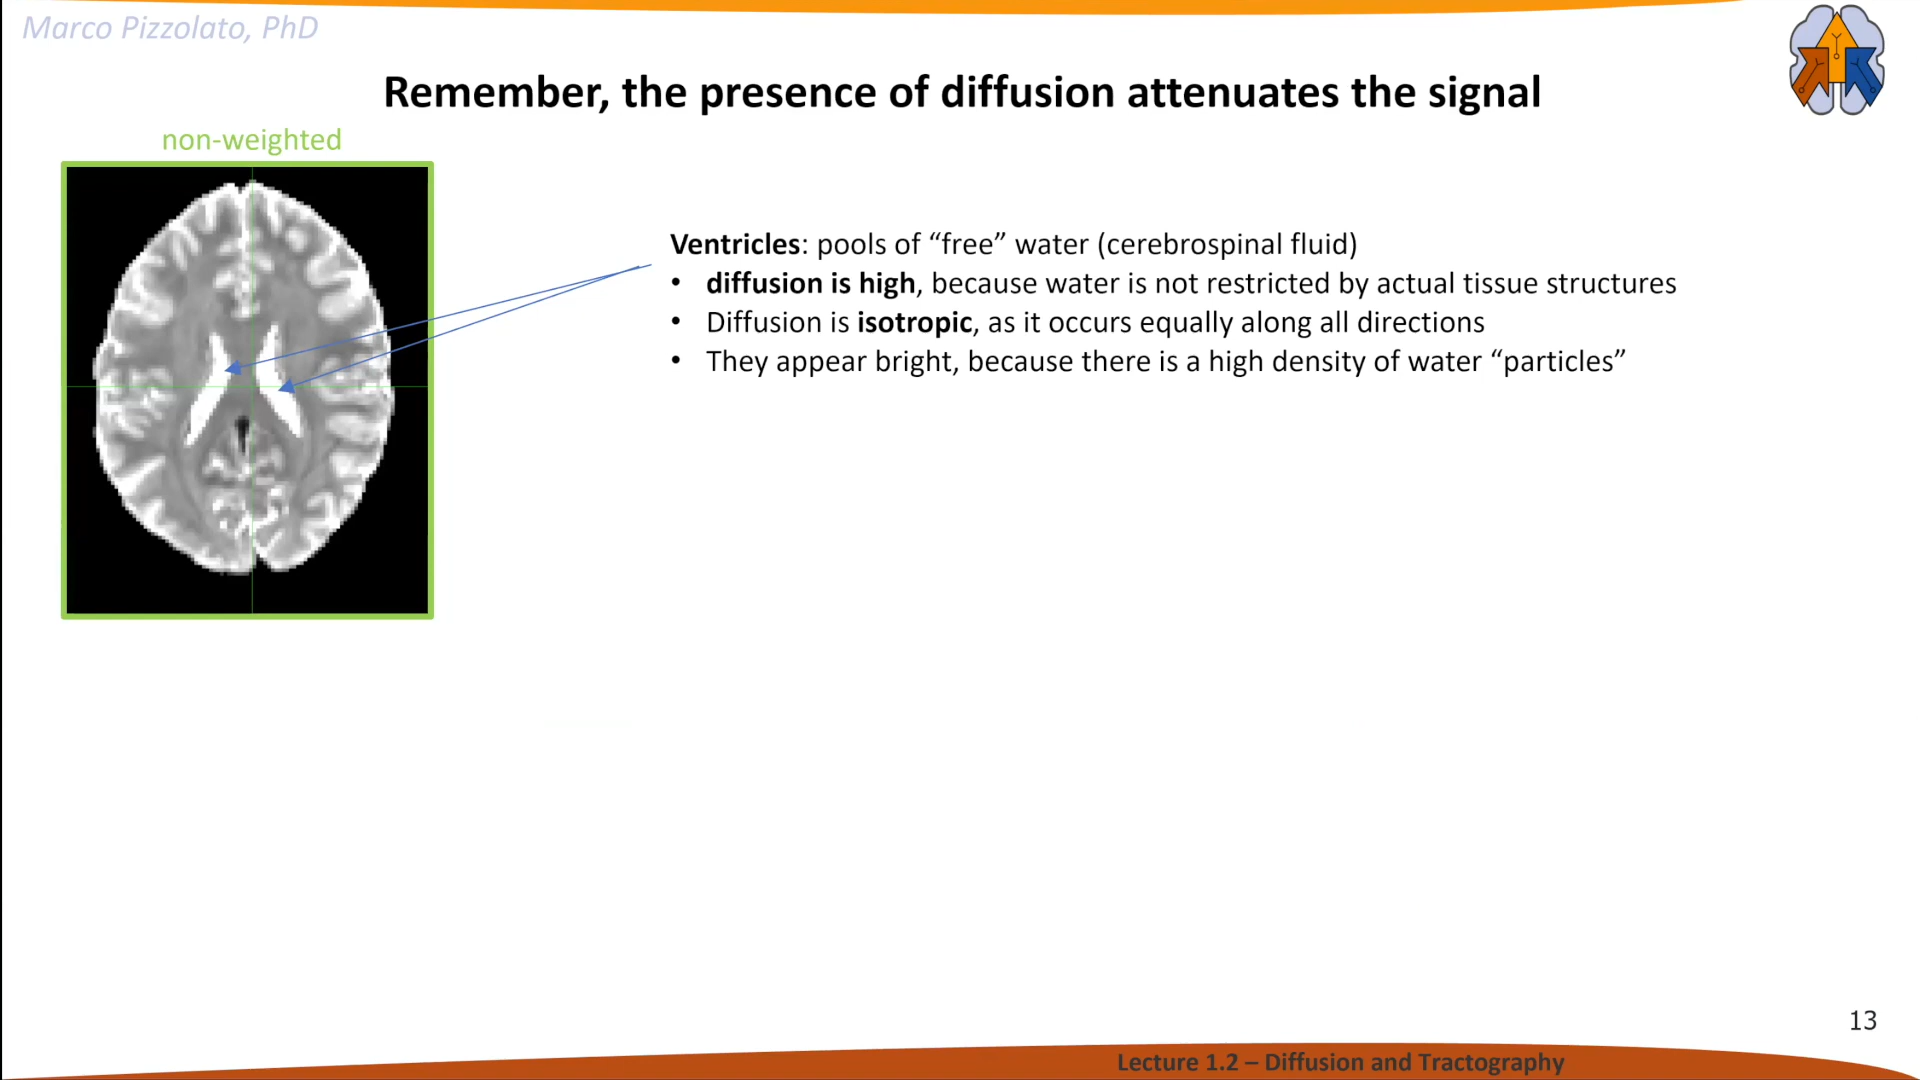 Marco Pizzolato, PhD
Remember, the presence of diffusion attenuates the signal
non-weighted
Ventricles: pools of “free” water (cerebrospinal fluid)
• diffusion is high, because water is not restricted by actual tissue structures
• Diffusion is isotropic, as it occurs equally along all directions
• They appear bright, because there is a high density of water “particles”
13
Lecture 1.2 – Diffusion and Tractography